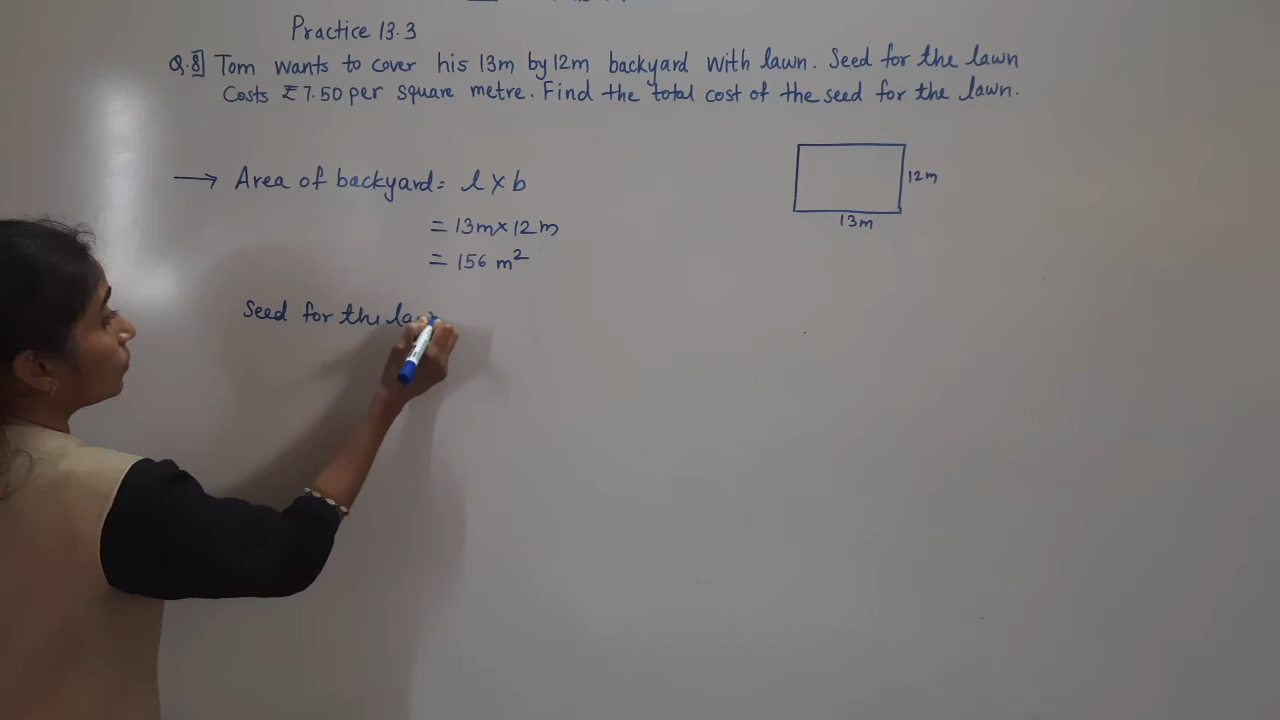 Practice 13.3
Q.8] Tom wants to cover his 13m by 12m backyard with lawn. Seed for the lawn
Costs ₹7.50 per square metre. Find the total cost of the seed for the lawn.
→ Area of backyard = l × b
= 13m × 12m
= 156 m²
12m
13m
Seed for the